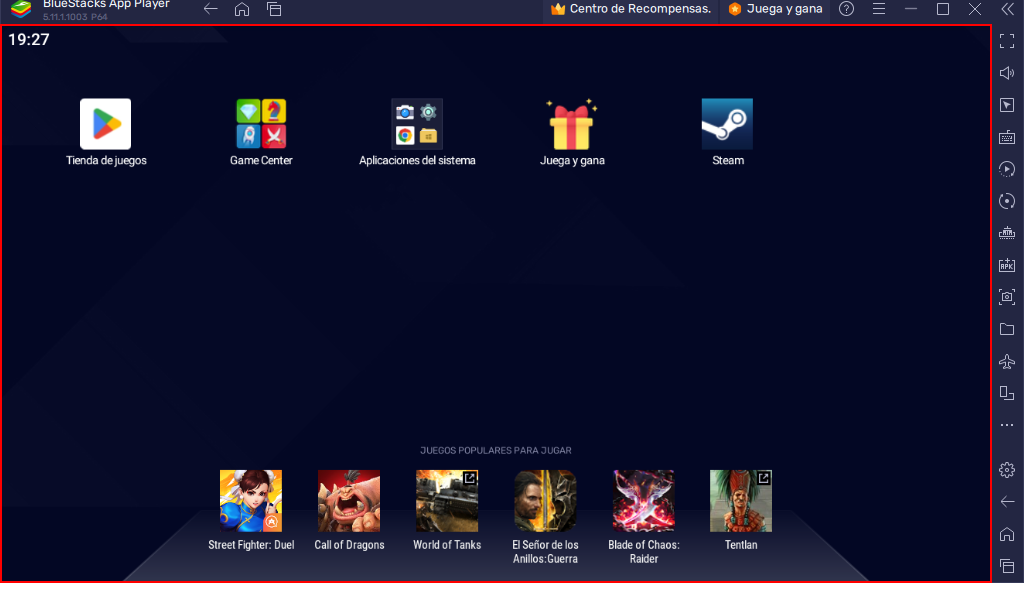 BlueStacks App Player
5.11.1.1003 P64
Centro de Recompensas.
Juega y gana
19:27
Tienda de juegos
Game Center
Aplicaciones del sistema
Juega y gana
Steam
JUEGOS POPULARES PARA JUGAR
Street Fighter: Duel
Call of Dragons
World of Tanks
El Señor de los
Anillos:Guerra
Blade of Chaos:
Raider
Tentlan
APK